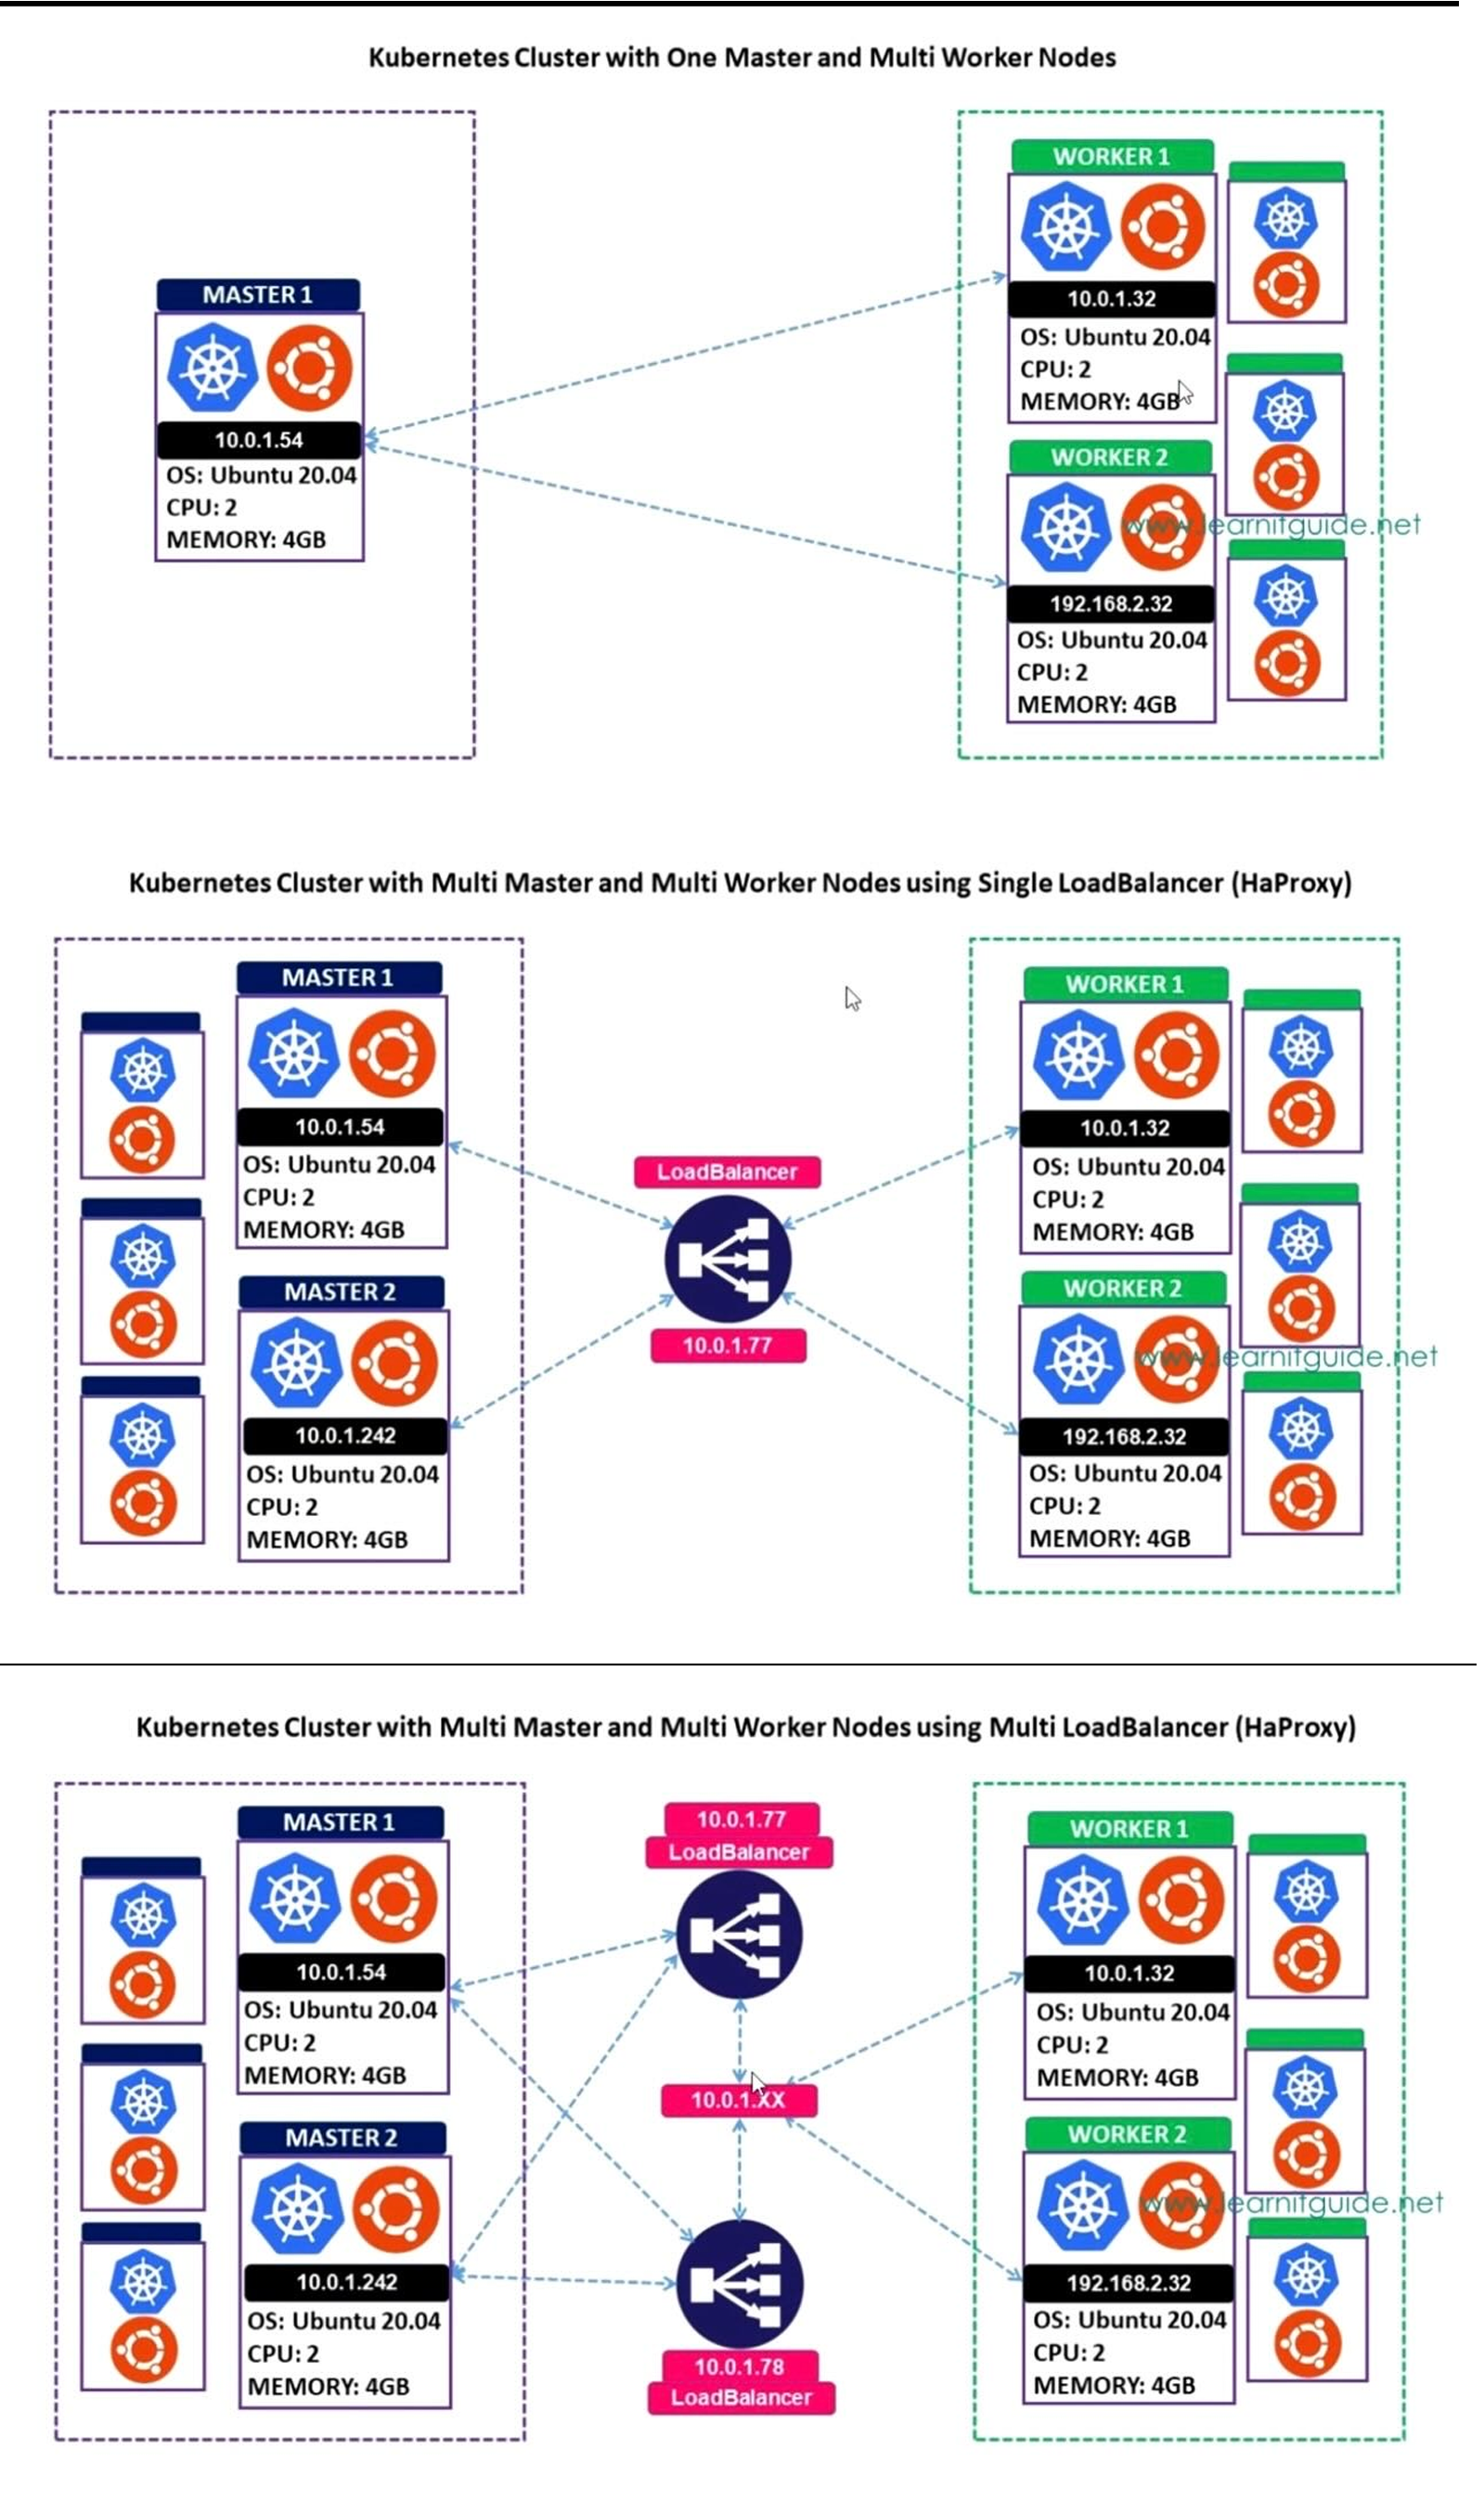 Kubernetes Cluster with One Master and Multi Worker Nodes
MASTER 1
10.0.1.54
OS: Ubuntu 20.04
CPU: 2
MEMORY: 4GB
WORKER 1
10.0.1.32
OS: Ubuntu 20.04
CPU: 2
MEMORY: 4GB
WORKER 2
www.learnitguide.net
192.168.2.32
OS: Ubuntu 20.04
CPU: 2
MEMORY: 4GB
Kubernetes Cluster with Multi Master and Multi Worker Nodes using Single LoadBalancer (HaProxy)
MASTER 1
10.0.1.54
OS: Ubuntu 20.04
CPU: 2
MEMORY: 4GB
MASTER 2
10.0.1.242
OS: Ubuntu 20.04
CPU: 2
MEMORY: 4GB
LoadBalancer
10.0.1.77
WORKER 1
10.0.1.32
OS: Ubuntu 20.04
CPU: 2
MEMORY: 4GB
WORKER 2
www.learnitguide.net
192.168.2.32
OS: Ubuntu 20.04
CPU: 2
MEMORY: 4GB
Kubernetes Cluster with Multi Master and Multi Worker Nodes using Multi LoadBalancer (HaProxy)
MASTER 1
10.0.1.54
OS: Ubuntu 20.04
CPU: 2
MEMORY: 4GB
MASTER 2
10.0.1.242
OS: Ubuntu 20.04
CPU: 2
MEMORY: 4GB
10.0.1.77
LoadBalancer
10.0.1.XX
10.0.1.78
LoadBalancer
WORKER 1
10.0.1.32
OS: Ubuntu 20.04
CPU: 2
MEMORY: 4GB
WORKER 2
www.learnitguide.net
192.168.2.32
OS: Ubuntu 20.04
CPU: 2
MEMORY: 4GB